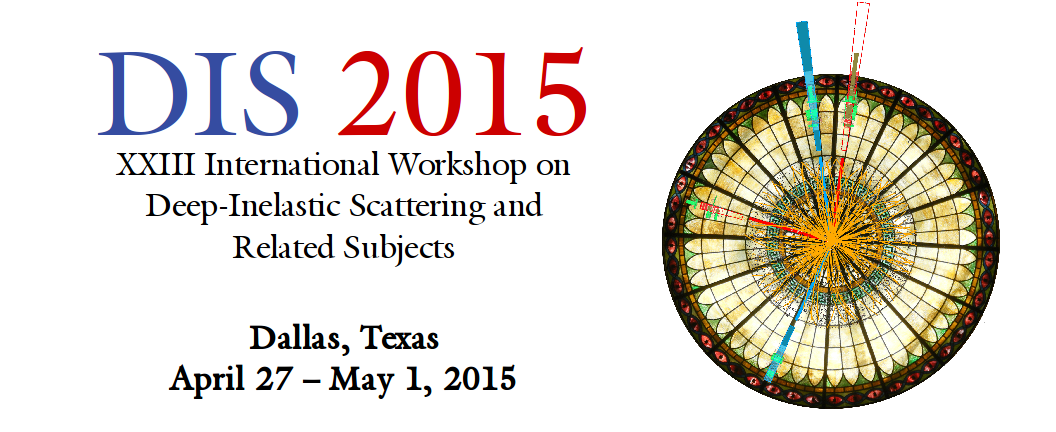 DIS 2015
XXIII International Workshop on
Deep-Inelastic Scattering and
Related Subjects
Dallas, Texas
April 27 – May 1, 2015